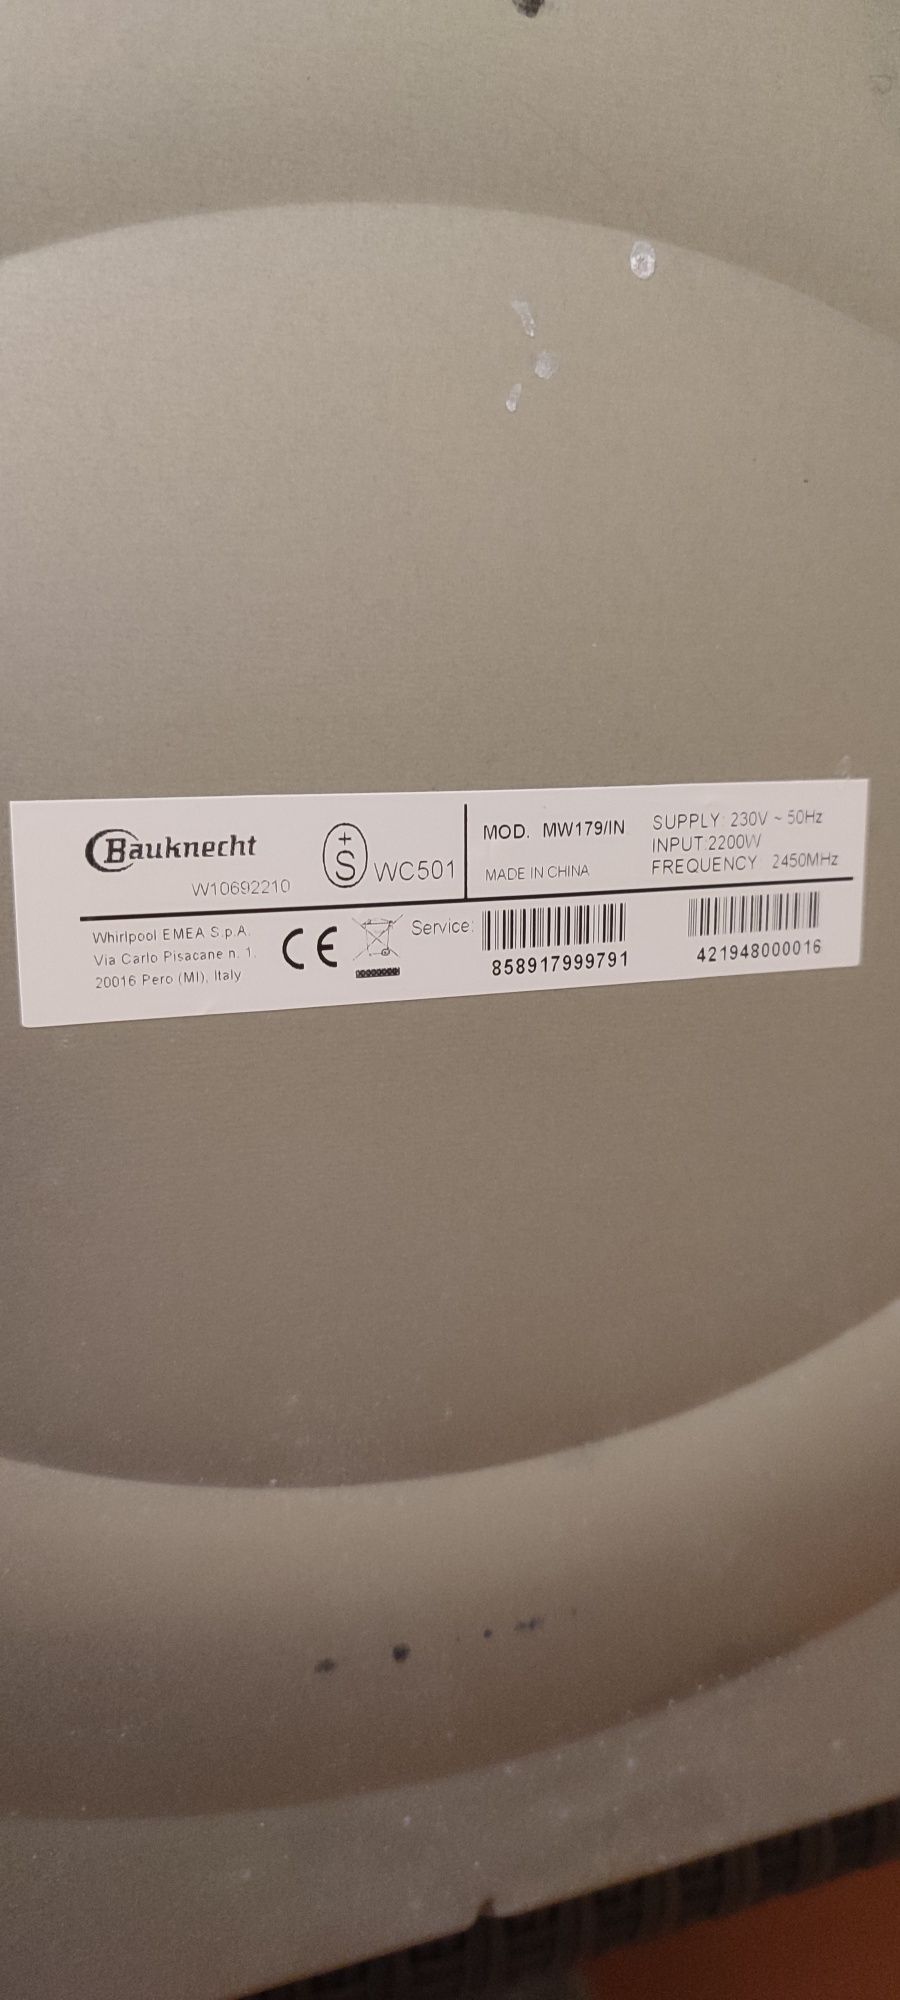 Bauknecht
W10692210
+
S
WC501
MOD. MW179/IN
MADE IN CHINA
SUPPLY: 230V ~ 50Hz
INPUT:2200W
FREQUENCY 2450MHz
Whirlpool EMEA S.p.A.
Via Carlo Pisacane n. 1.
20016 Pero (MI), Italy
CE
Service:
858917999791
421948000016